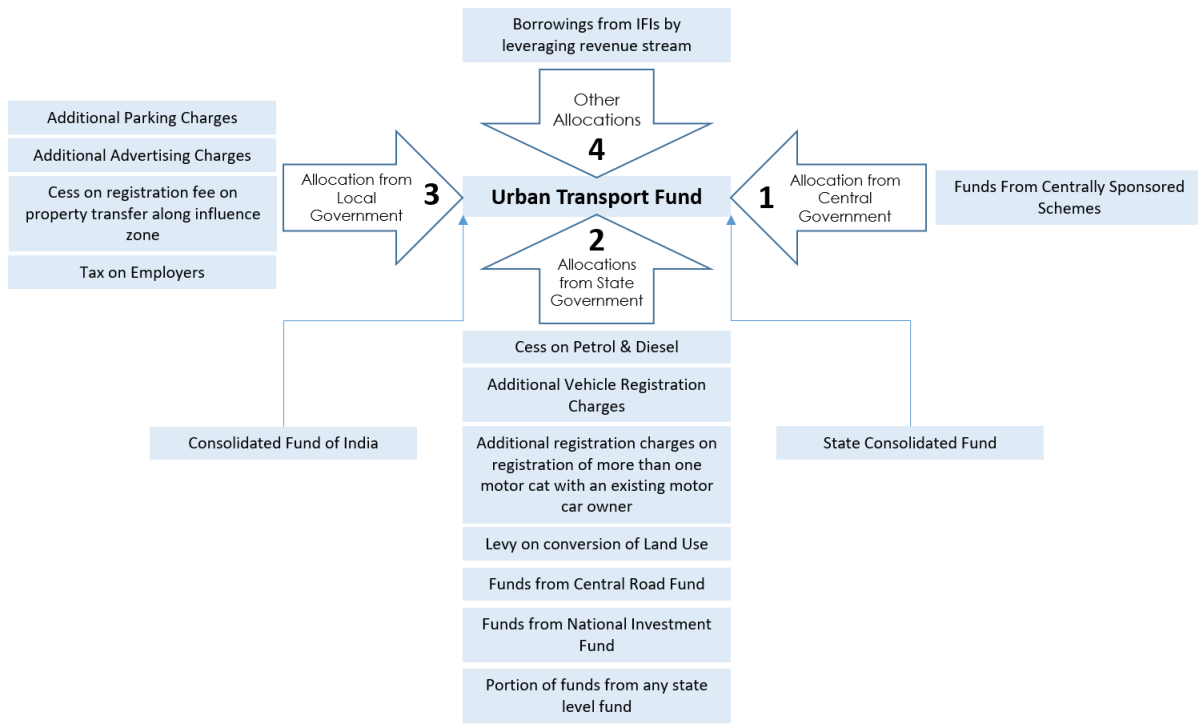 Borrowings from IFIs by
leveraging revenue stream
Other
Allocations
4
Additional Parking Charges
Additional Advertising Charges
Cess on registration fee on
property transfer along influence
zone
Tax on Employers
Allocation from
Local
Government
3
Urban Transport Fund
1
Allocation from
Central
Government
Funds From Centrally Sponsored
Schemes
2
Allocations
from State
Government
Cess on Petrol & Diesel
Additional Vehicle Registration
Charges
Additional registration charges on
registration of more than one
motor cat with an existing motor
car owner
Levy on conversion of Land Use
Funds from Central Road Fund
Funds from National Investment
Fund
Portion of funds from any state
level fund
Consolidated Fund of India
State Consolidated Fund